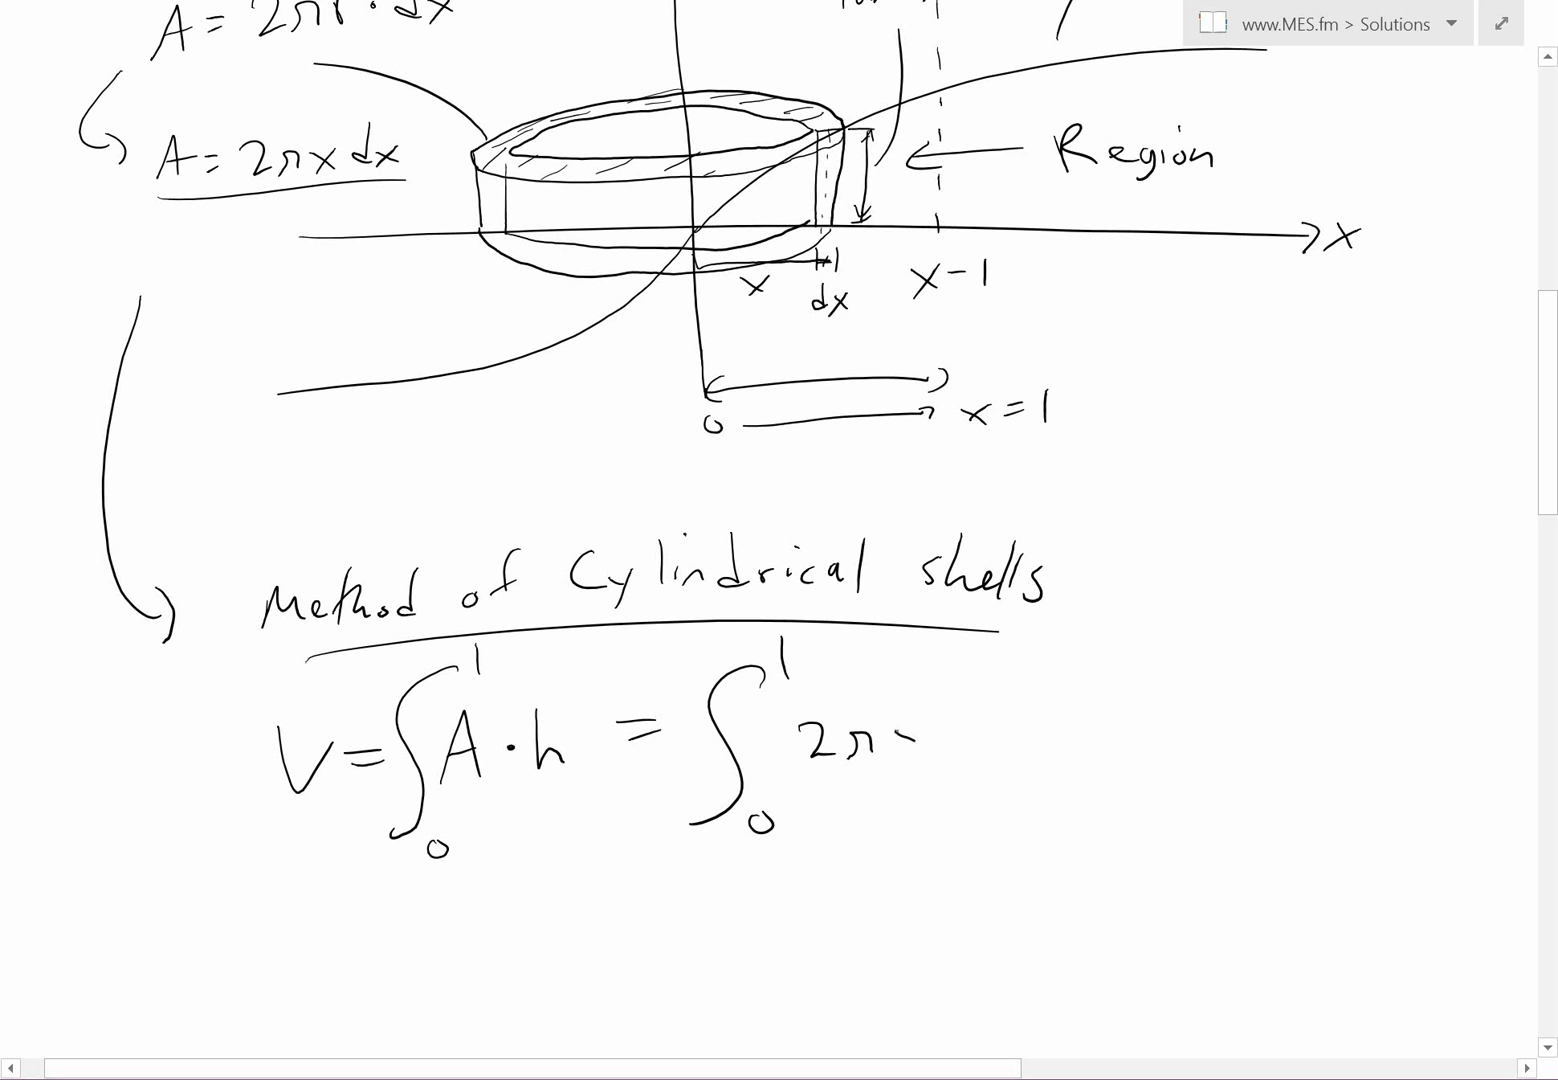 A = 2πr · dx
www.MES.fm > Solutions
A = 2πx dx
Region
x
x
dx
x-1
0
x = 1
Method of Cylindrical shells
V = ∫₀¹ A · h = ∫₀¹ 2π